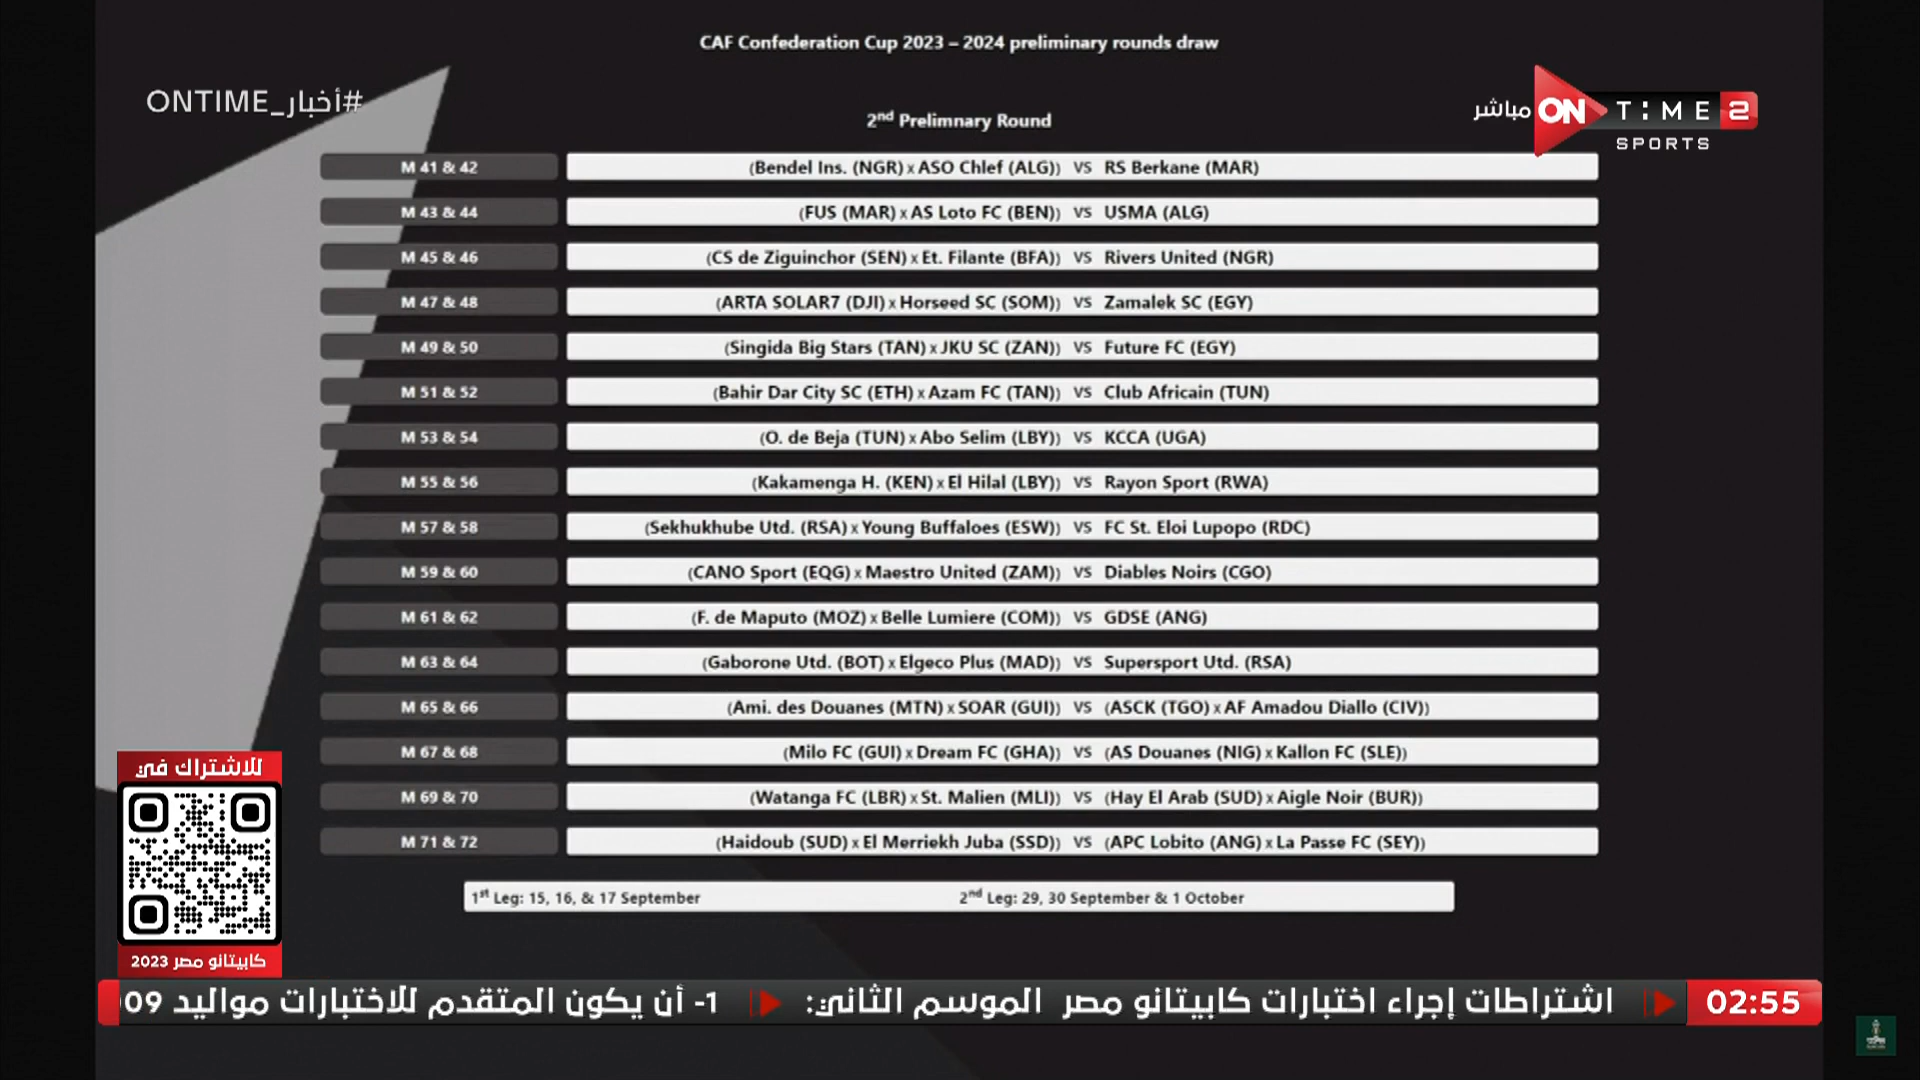 CAF Confederation Cup 2023 – 2024 preliminary rounds draw
#أخبار_ONTIME
مباشر ON TIME 2
SPORTS
2nd Prelimnary Round
M 41 & 42 (Bendel Ins. (NGR) x ASO Chlef (ALG)) VS RS Berkane (MAR)
M 43 & 44 (FUS (MAR) x AS Loto FC (BEN)) VS USMA (ALG)
M 45 & 46 (CS de Ziguinchor (SEN) x Et. Filante (BFA)) VS Rivers United (NGR)
M 47 & 48 (ARTA SOLAR7 (DJI) x Horseed SC (SOM)) VS Zamalek SC (EGY)
M 49 & 50 (Singida Big Stars (TAN) x JKU SC (ZAN)) VS Future FC (EGY)
M 51 & 52 (Bahir Dar City SC (ETH) x Azam FC (TAN)) VS Club Africain (TUN)
M 53 & 54 (O. de Beja (TUN) x Abo Selim (LBY)) VS KCCA (UGA)
M 55 & 56 (Kakamenga H. (KEN) x El Hilal (LBY)) VS Rayon Sport (RWA)
M 57 & 58 (Sekhukhube Utd. (RSA) x Young Buffaloes (ESW)) VS FC St. Eloi Lupopo (RDC)
M 59 & 60 (CANO Sport (EQG) x Maestro United (ZAM)) VS Diables Noirs (CGO)
M 61 & 62 (F. de Maputo (MOZ) x Belle Lumiere (COM)) VS GDSE (ANG)
M 63 & 64 (Gaborone Utd. (BOT) x Elgeco Plus (MAD)) VS Supersport Utd. (RSA)
M 65 & 66 (Ami. des Douanes (MTN) x SOAR (GUI)) VS (ASCK (TGO) x AF Amadou Diallo (CIV))
M 67 & 68 (Milo FC (GUI) x Dream FC (GHA)) VS (AS Douanes (NIG) x Kallon FC (SLE))
M 69 & 70 (Watanga FC (LBR) x St. Malien (MLI)) VS (Hay El Arab (SUD) x Aigle Noir (BUR))
M 71 & 72 (Haidoub (SUD) x El Merriekh Juba (SSD)) VS (APC Lobito (ANG) x La Passe FC (SEY))
1st Leg: 15, 16, & 17 September 2nd Leg: 29, 30 September & 1 October
للاشتراك في
كابيتانو مصر 2023
02:55 اشتراطات إجراء اختبارات كابيتانو مصر الموسم الثاني: 1- أن يكون المتقدم للاختبارات مواليد 09